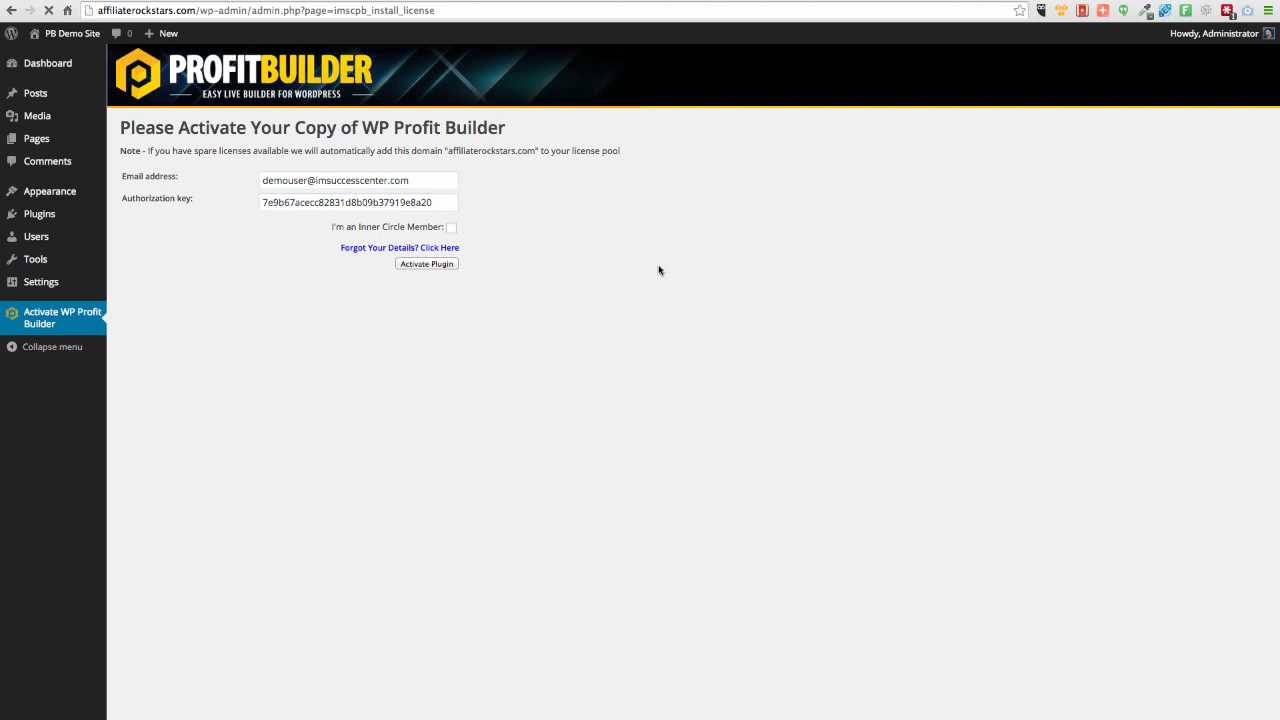 affiliaterockstars.com/wp-admin/admin.php?page=imscpb_install_license
PB Demo Site 0 New Howdy, Administrator
PROFITBUILDER
EASY LIVE BUILDER FOR WORDPRESS
Dashboard
Posts
Media
Pages
Comments
Appearance
Plugins
Users
Tools
Settings
Activate WP Profit
Builder
Collapse menu
Please Activate Your Copy of WP Profit Builder
Note - If you have spare licenses available we will automatically add this domain "affiliaterockstars.com" to your license pool
Email address: demouser@imsuccesscenter.com
Authorization key: 7e9b67acecc82831d8b09b37919e8a20
I'm an Inner Circle Member:
Forgot Your Details? Click Here
Activate Plugin